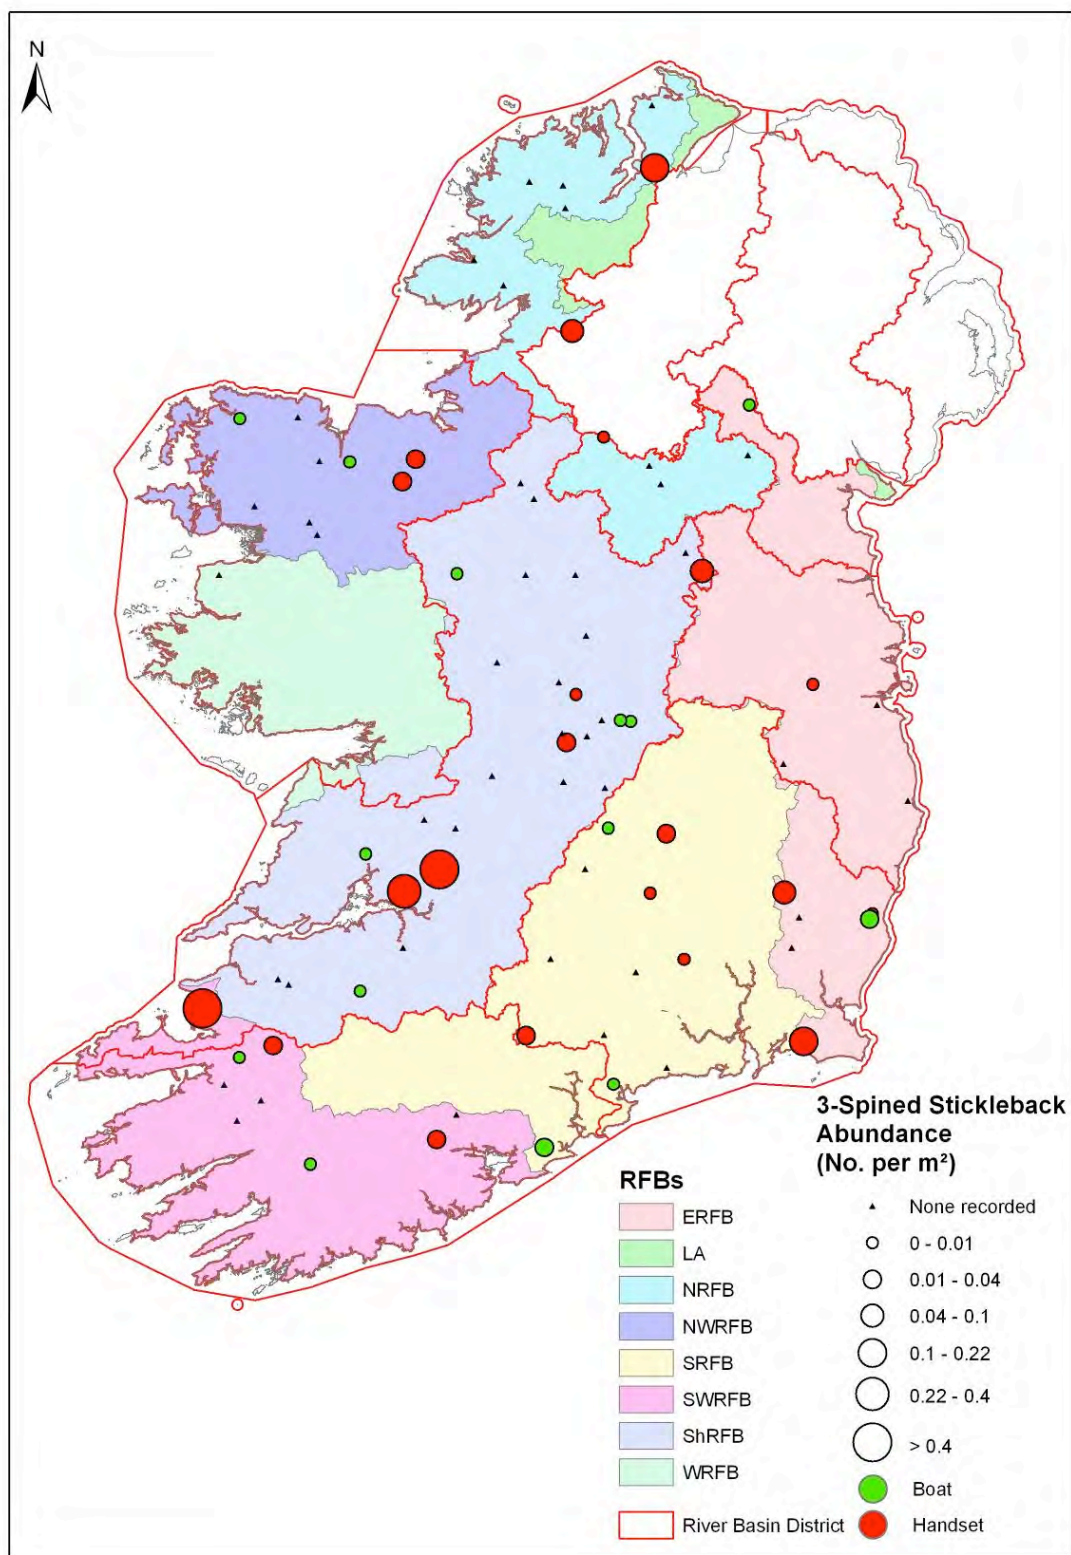 N
3-Spined Stickleback
Abundance
(No. per m²)
RFBs
ERFB
LA
NRFB
NWRFB
SRFB
SWRFB
ShRFB
WRFB
River Basin District
None recorded
0 - 0.01
0.01 - 0.04
0.04 - 0.1
0.1 - 0.22
0.22 - 0.4
> 0.4
Boat
Handset